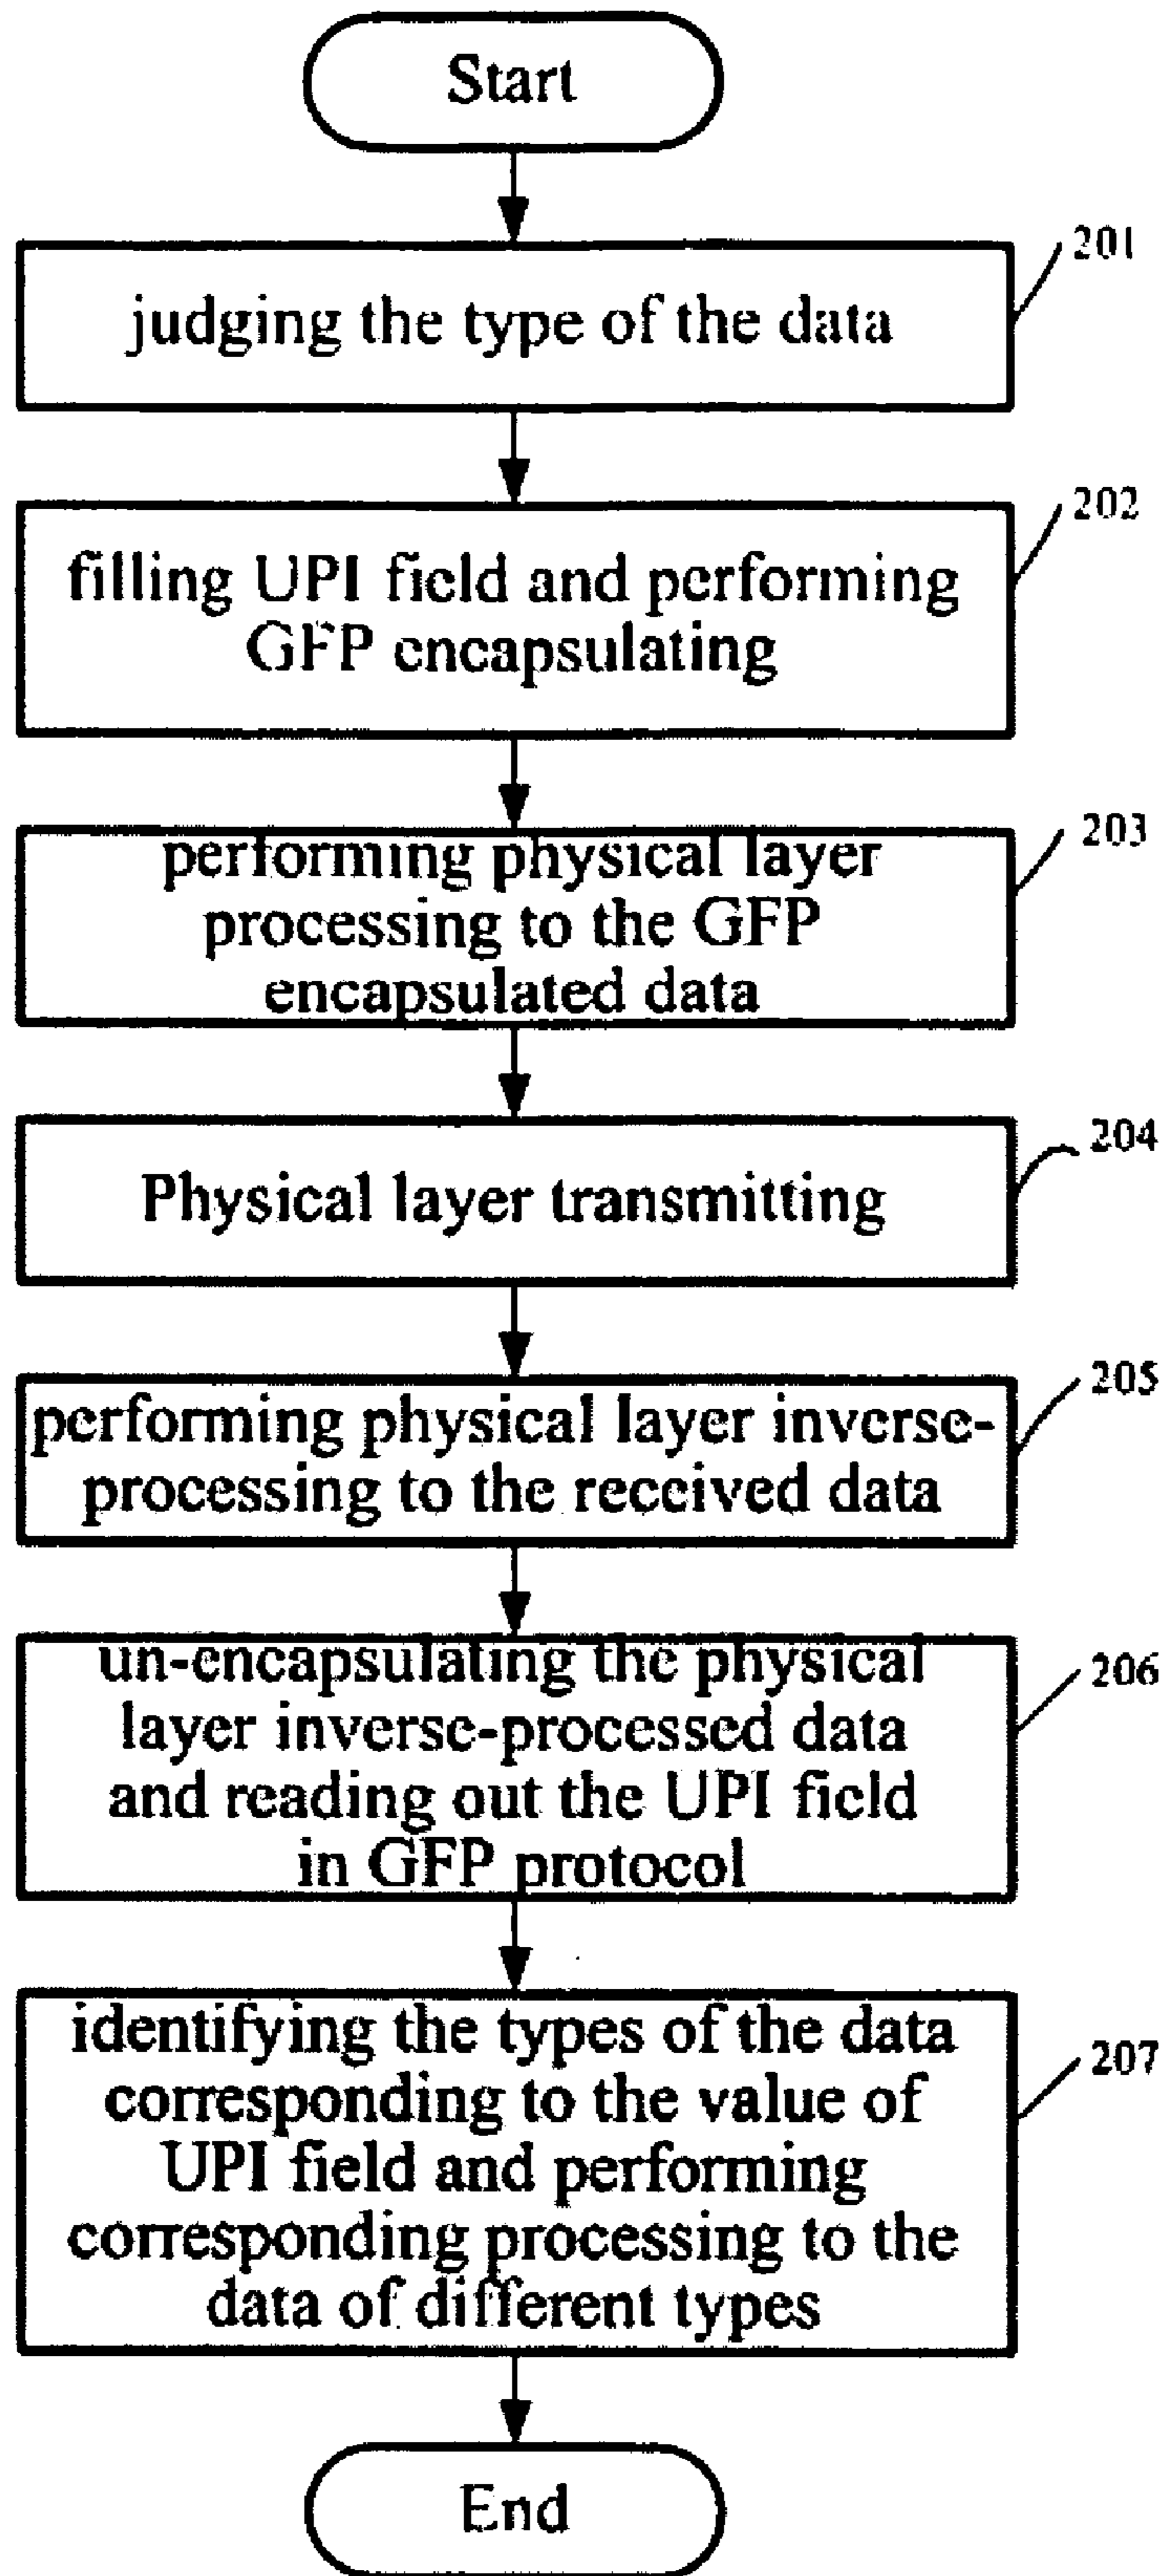 Start
201
judging the type of the data
202
filling UPI field and performing
GFP encapsulating
203
performing physical layer
processing to the GFP
encapsulated data
204
Physical layer transmitting
205
performing physical layer inverse-
processing to the received data
206
un-encapsulating the physical
layer inverse-processed data
and reading out the UPI field
in GFP protocol
207
identifying the types of the data
corresponding to the value of
UPI field and performing
corresponding processing to the
data of different types
End